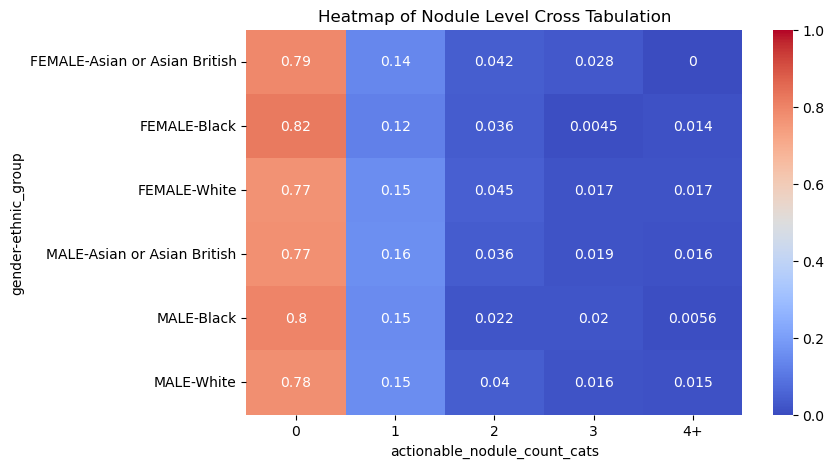 Heatmap of Nodule Level Cross Tabulation
gender-ethnic_group
FEMALE-Asian or Asian British 0.79 0.14 0.042 0.028 0
FEMALE-Black 0.82 0.12 0.036 0.0045 0.014
FEMALE-White 0.77 0.15 0.045 0.017 0.017
MALE-Asian or Asian British 0.77 0.16 0.036 0.019 0.016
MALE-Black 0.8 0.15 0.022 0.02 0.0056
MALE-White 0.78 0.15 0.04 0.016 0.015
0 1 2 3 4+
actionable_nodule_count_cats
1.0
0.8
0.6
0.4
0.2
0.0